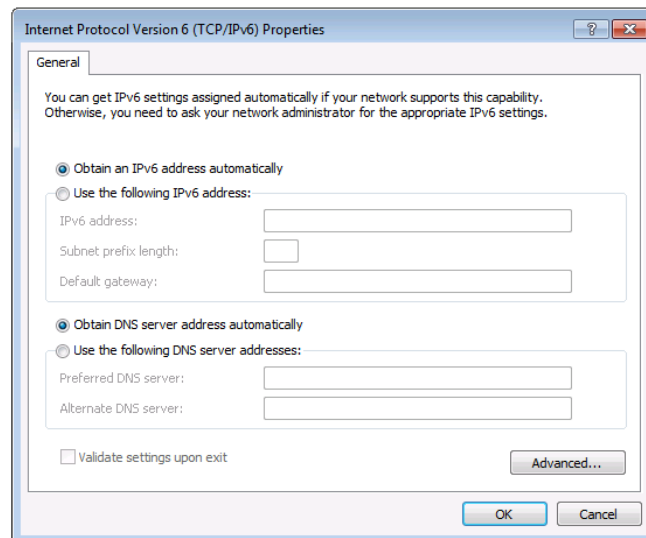 Internet Protocol Version 6 (TCP/IPv6) Properties
General
You can get IPv6 settings assigned automatically if your network supports this capability.
Otherwise, you need to ask your network administrator for the appropriate IPv6 settings.
Obtain an IPv6 address automatically
Use the following IPv6 address:
IPv6 address:
Subnet prefix length:
Default gateway:
Obtain DNS server address automatically
Use the following DNS server addresses:
Preferred DNS server:
Alternate DNS server:
Validate settings upon exit
Advanced...
OK Cancel